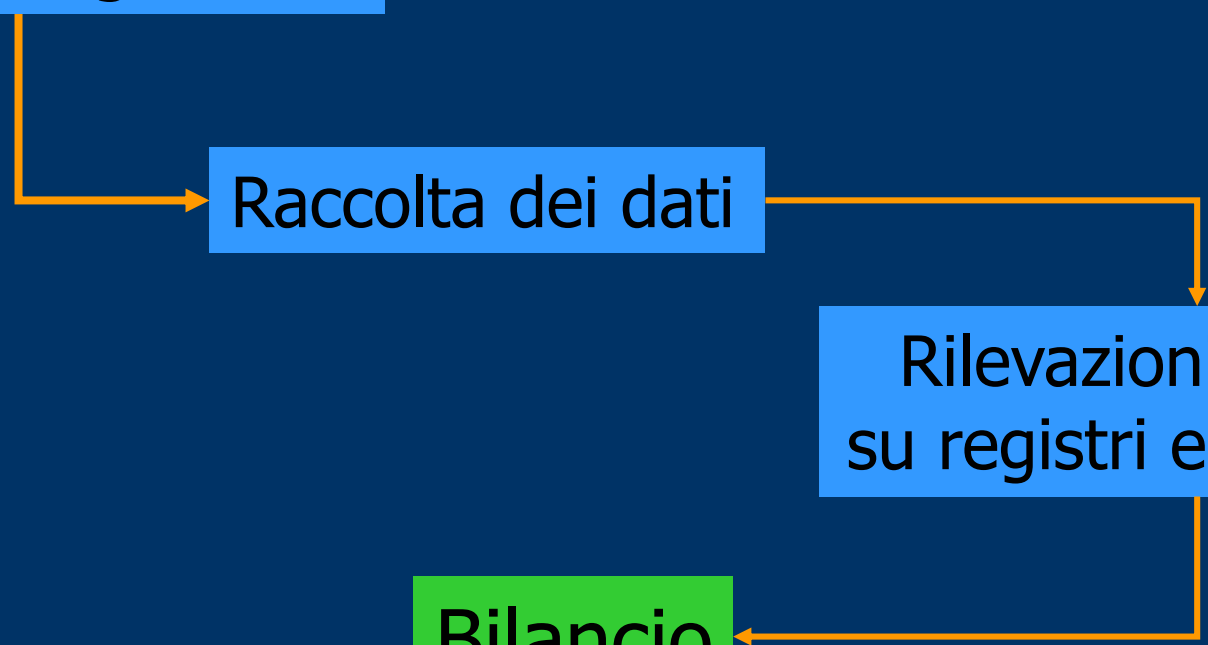 Raccolta dei dati
Rilevazion
su registri e
Bilancio